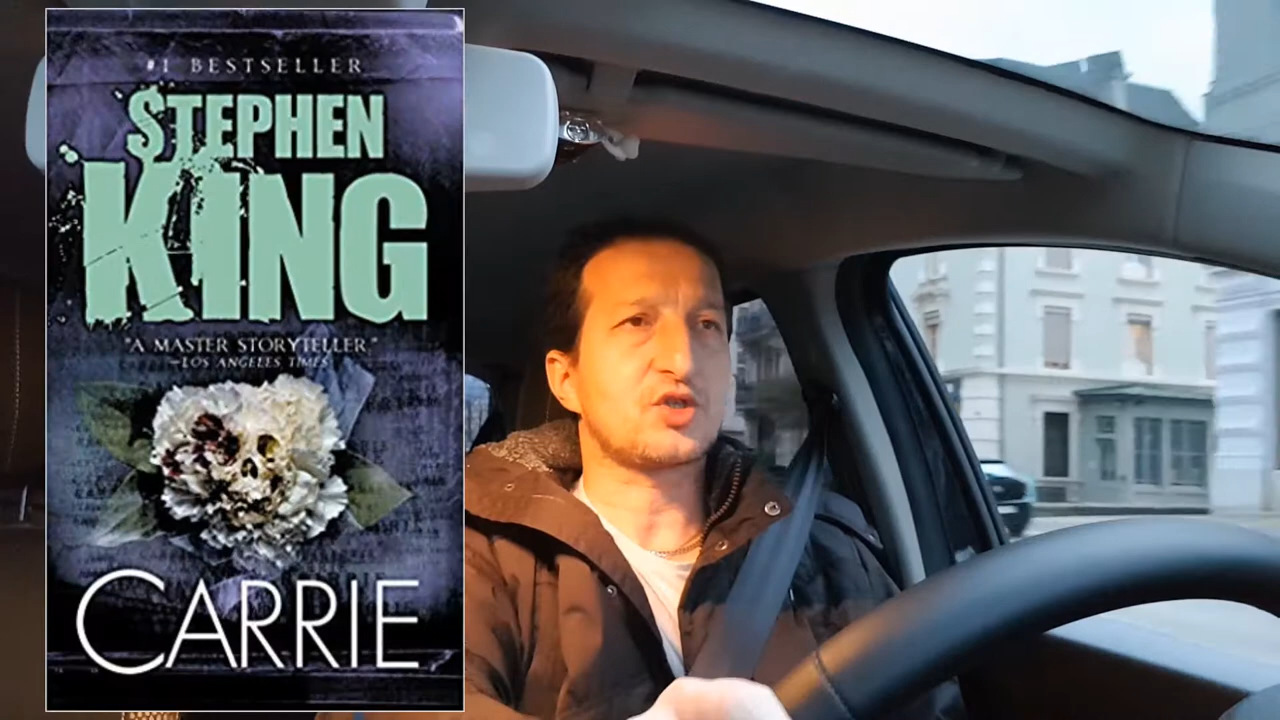 #1 BESTSELLER
STEPHEN
KING
"A MASTER STORYTELLER"
—LOS ANGELES TIMES
CARRIE